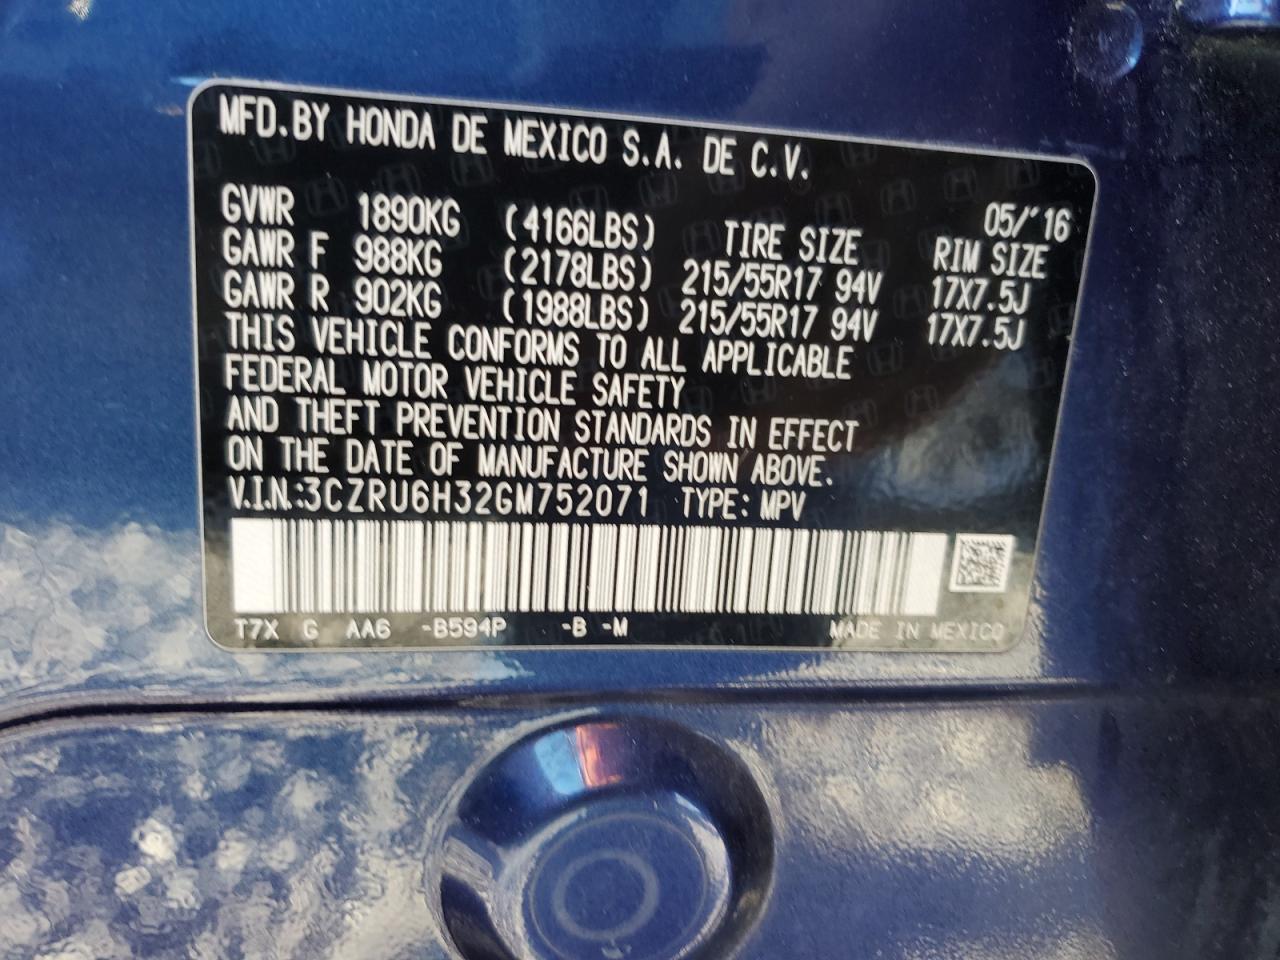 MFD.BY HONDA DE MEXICO S.A. DE C.V.
05/'16
GVWR 1890KG (4166LBS) TIRE SIZE RIM SIZE
GAWR F 988KG (2178LBS) 215/55R17 94V 17X7.5J
GAWR R 902KG (1988LBS) 215/55R17 94V 17X7.5J
THIS VEHICLE CONFORMS TO ALL APPLICABLE
FEDERAL MOTOR VEHICLE SAFETY
AND THEFT PREVENTION STANDARDS IN EFFECT
ON THE DATE OF MANUFACTURE SHOWN ABOVE.
V.I.N.:3CZRU6H32GM752071 TYPE: MPV
T7X G AA6 -B594P -B -M MADE IN MEXICO